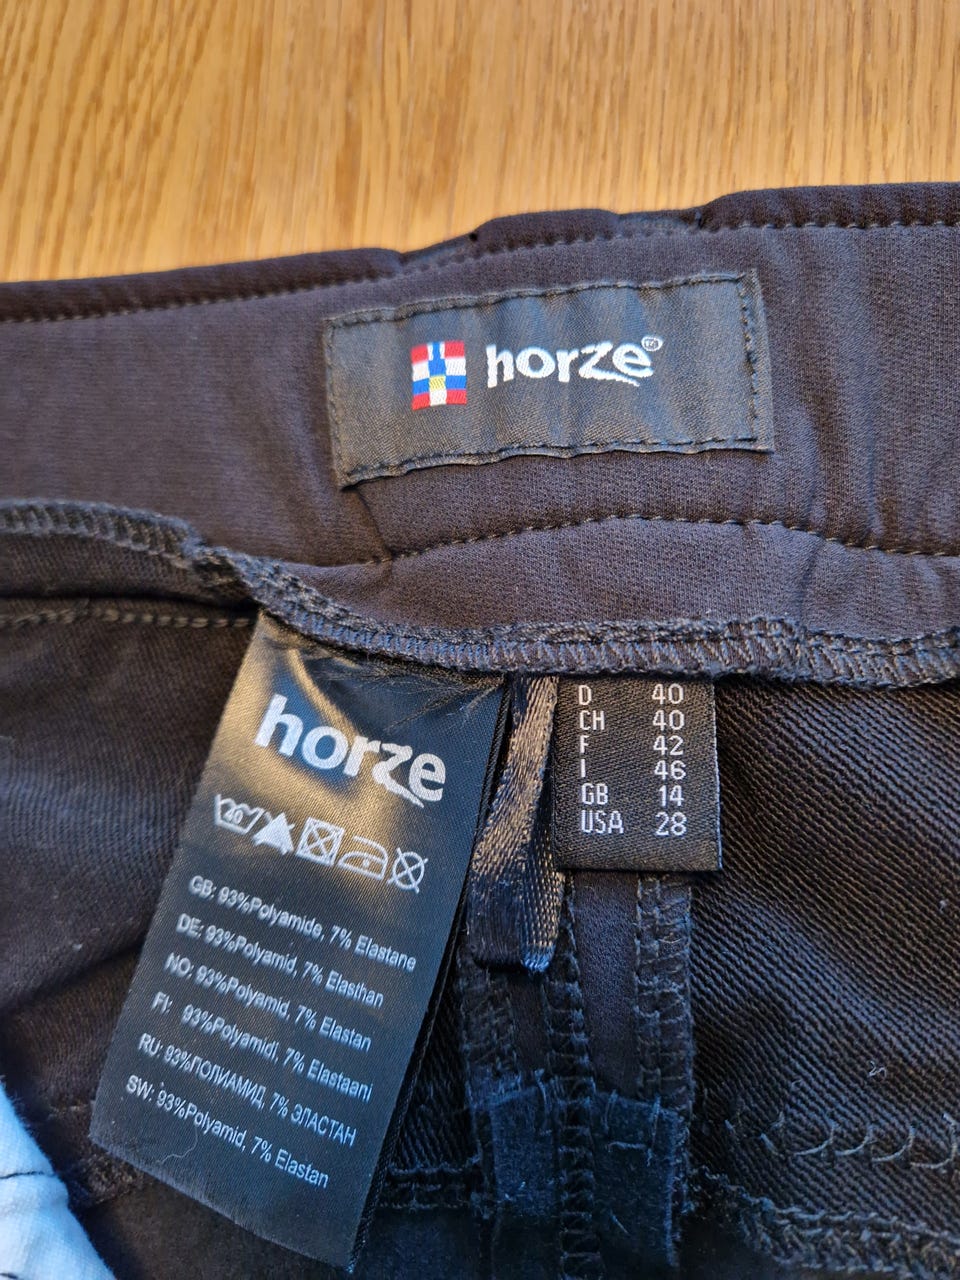 horze
horze
40
GB: 93%Polyamide, 7% Elastane
DE: 93%Polyamid, 7% Elasthan
NO: 93%Polyamid, 7% Elastan
FI: 93%Polyamidi, 7% Elastaani
RU: 93%ПОЛИАМИД, 7% ЭЛАСТАН
SW: 93%Polyamid, 7% Elastan
D 40
CH 40
F 42
I 46
GB 14
USA 28